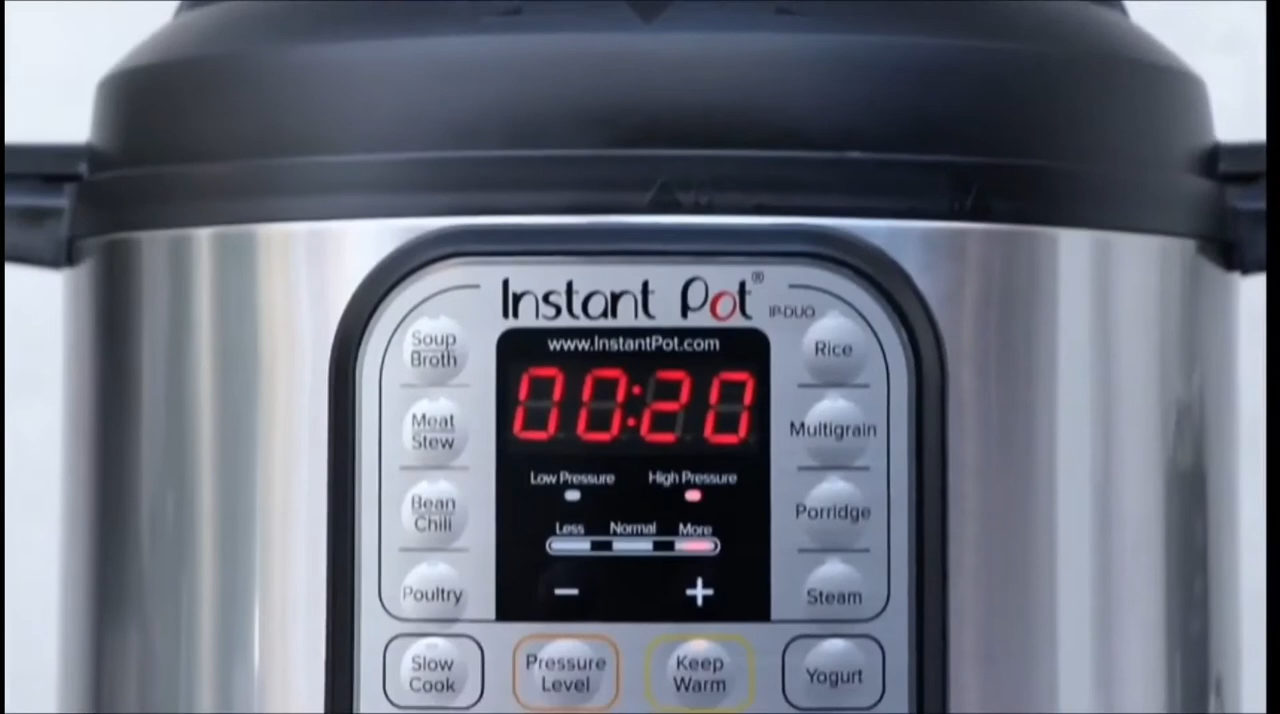 Instant Pot®
IP-DUO
www.InstantPot.com
00:20
Low Pressure High Pressure
Less Normal More
− +
Soup
Broth
Meat
Stew
Bean
Chili
Poultry
Rice
Multigrain
Porridge
Steam
Slow
Cook
Pressure
Level
Keep
Warm
Yogurt